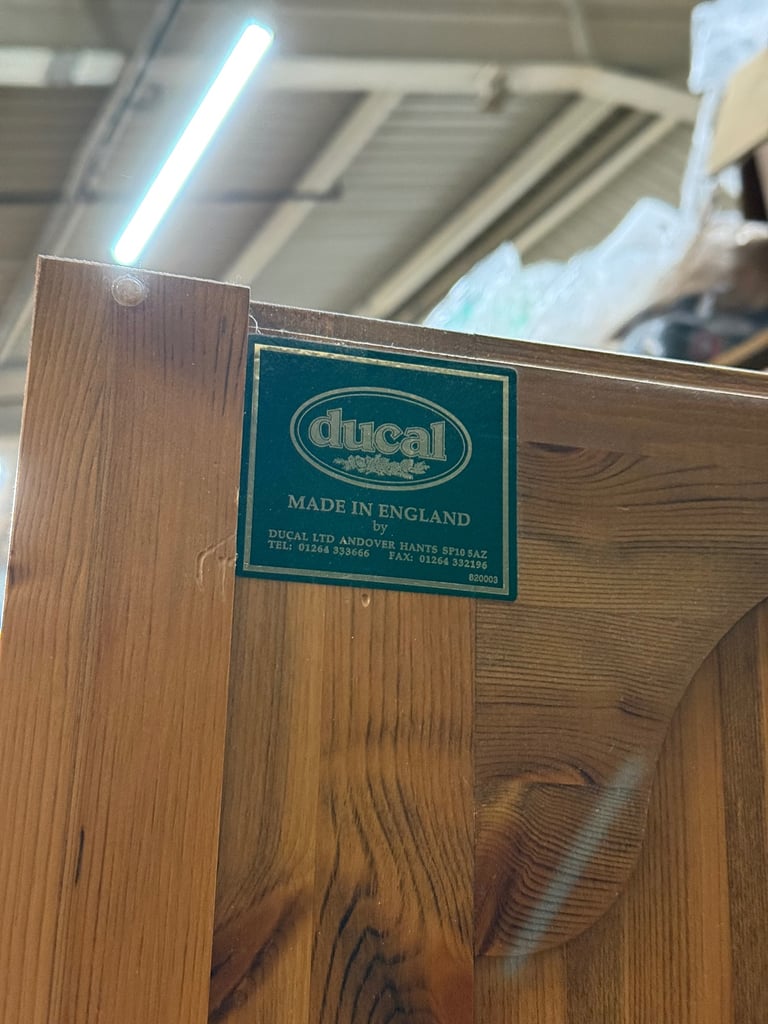 ducal
MADE IN ENGLAND
by
DUCAL LTD ANDOVER HANTS SP10 5AZ
TEL: 01264 333666 FAX: 01264 332196
820003